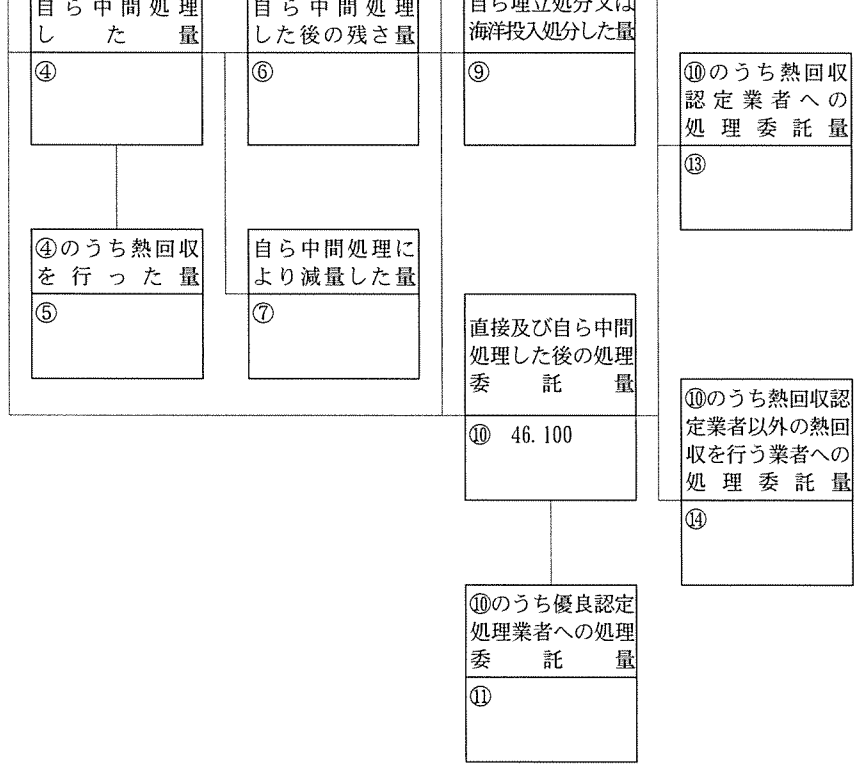 自ら中間処理
した量
④
自ら中間処理
した後の残さ量
⑥
自ら埋立処分又は
海洋投入処分した量
⑨
⑩のうち熱回収
認定業者への
処理委託量
⑬
④のうち熱回収
を行った量
⑤
自ら中間処理に
より減量した量
⑦
直接及び自ら中間
処理した後の処理
委託量
⑩ 46.100
⑩のうち熱回収認
定業者以外の熱回
収を行う業者への
処理委託量
⑭
⑩のうち優良認定
処理業者への処理
委託量
⑪